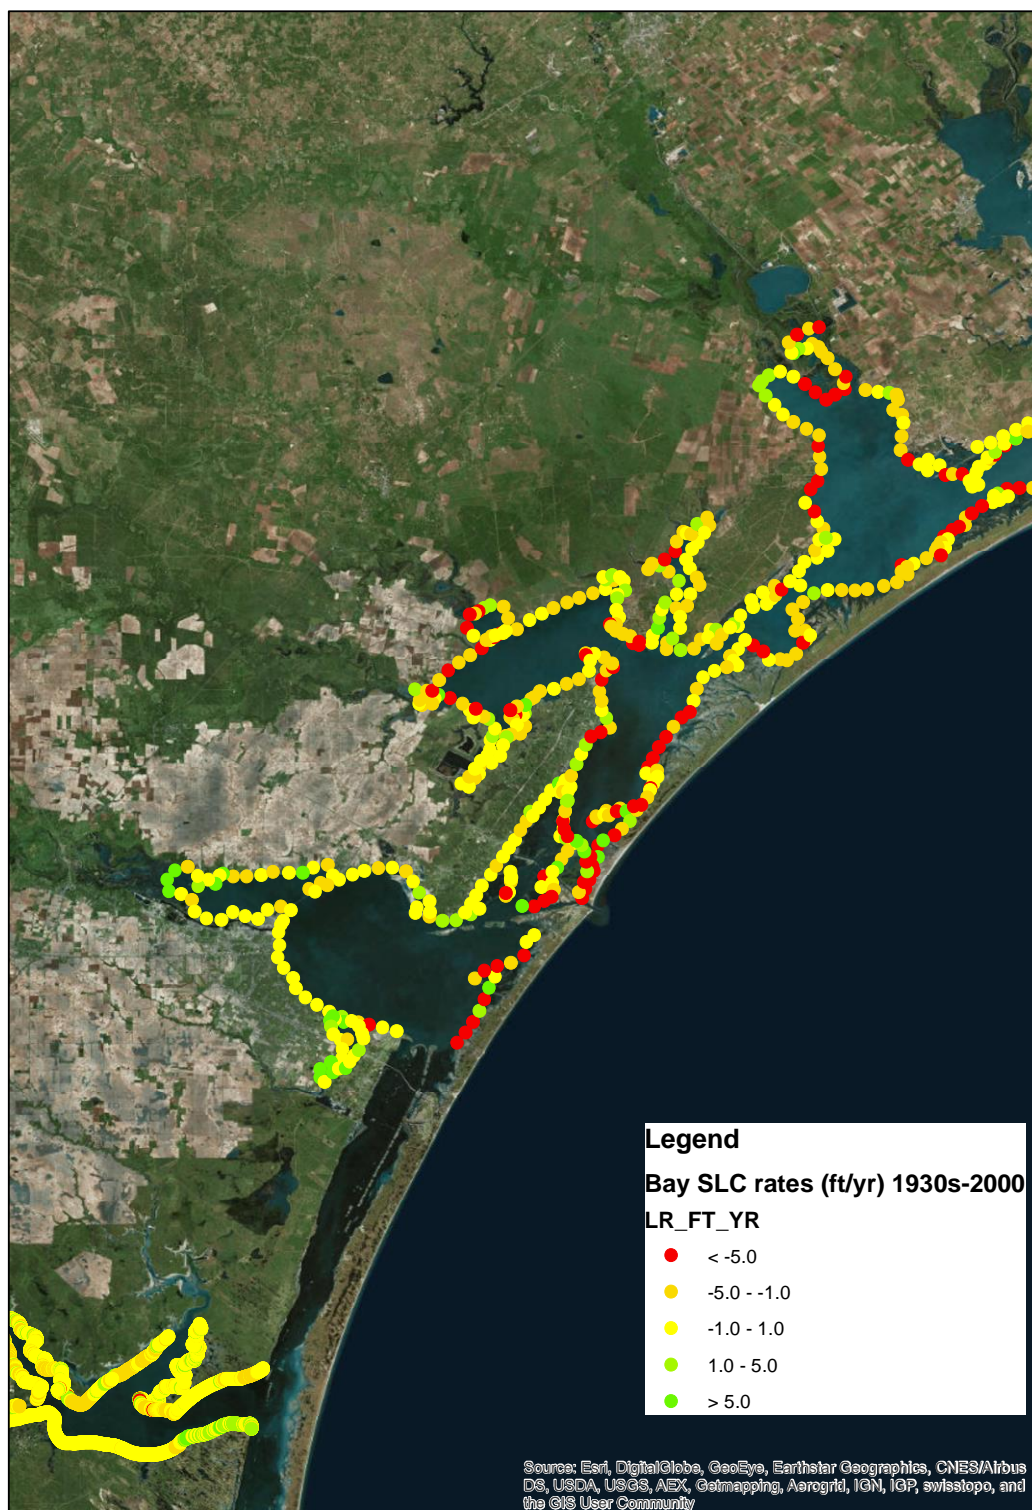 Legend
Bay SLC rates (ft/yr) 1930s-2000
LR_FT_YR
< -5.0
-5.0 - -1.0
-1.0 - 1.0
1.0 - 5.0
> 5.0
Source: Esri, DigitalGlobe, GeoEye, Earthstar Geographics, CNES/Airbus
DS, USDA, USGS, AEX, Getmapping, Aerogrid, IGN, IGP, swisstopo, and
the GIS User Community